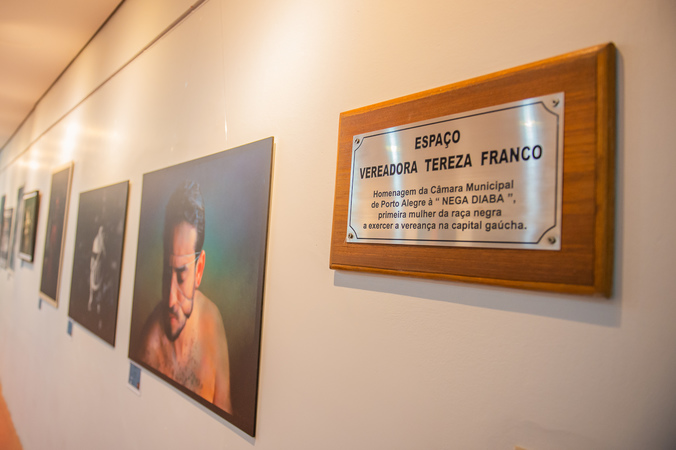 ESPAÇO
VEREADORA TEREZA FRANCO
Homenagem da Câmara Municipal
de Porto Alegre à " NEGA DIABA ",
primeira mulher da raça negra
a exercer a vereança na capital gaúcha.